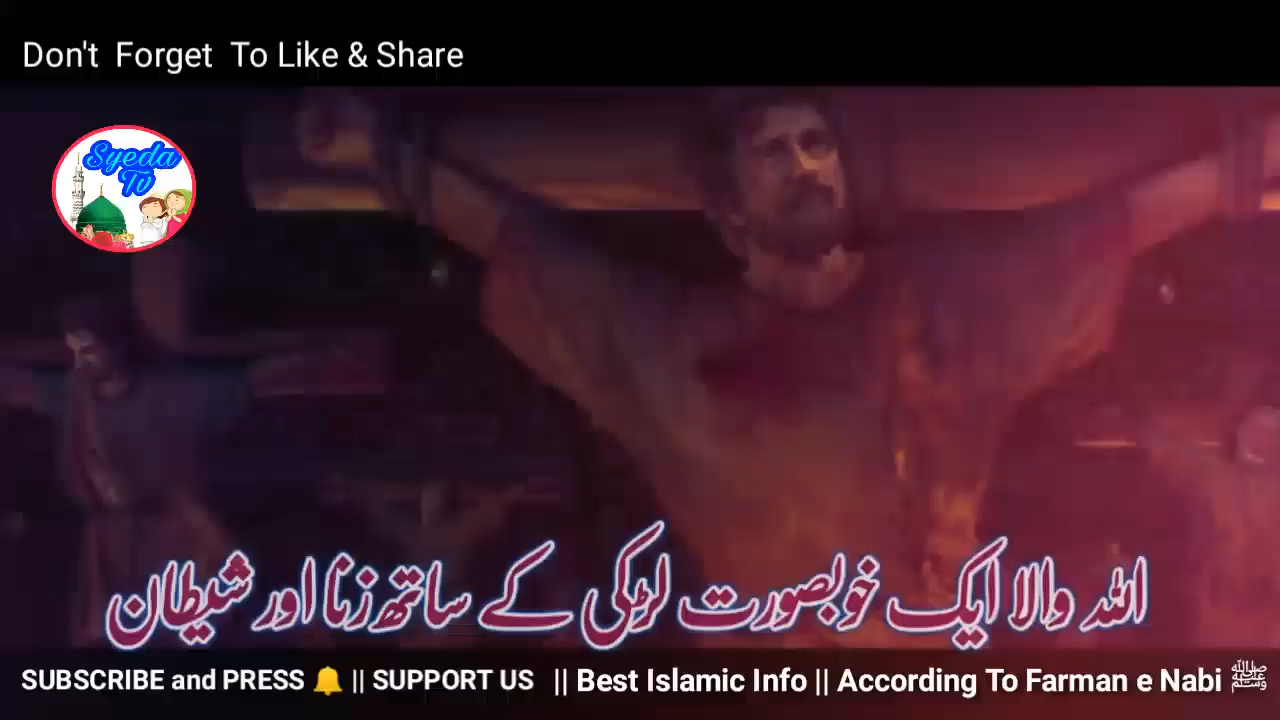 Don't Forget To Like & Share
Syeda
Tv
اللہ والا ایک خوبصورت لڑکی کے ساتھ زنا اور شیطان
SUBSCRIBE and PRESS 🔔 || SUPPORT US || Best Islamic Info || According To Farman e Nabi ﷺ